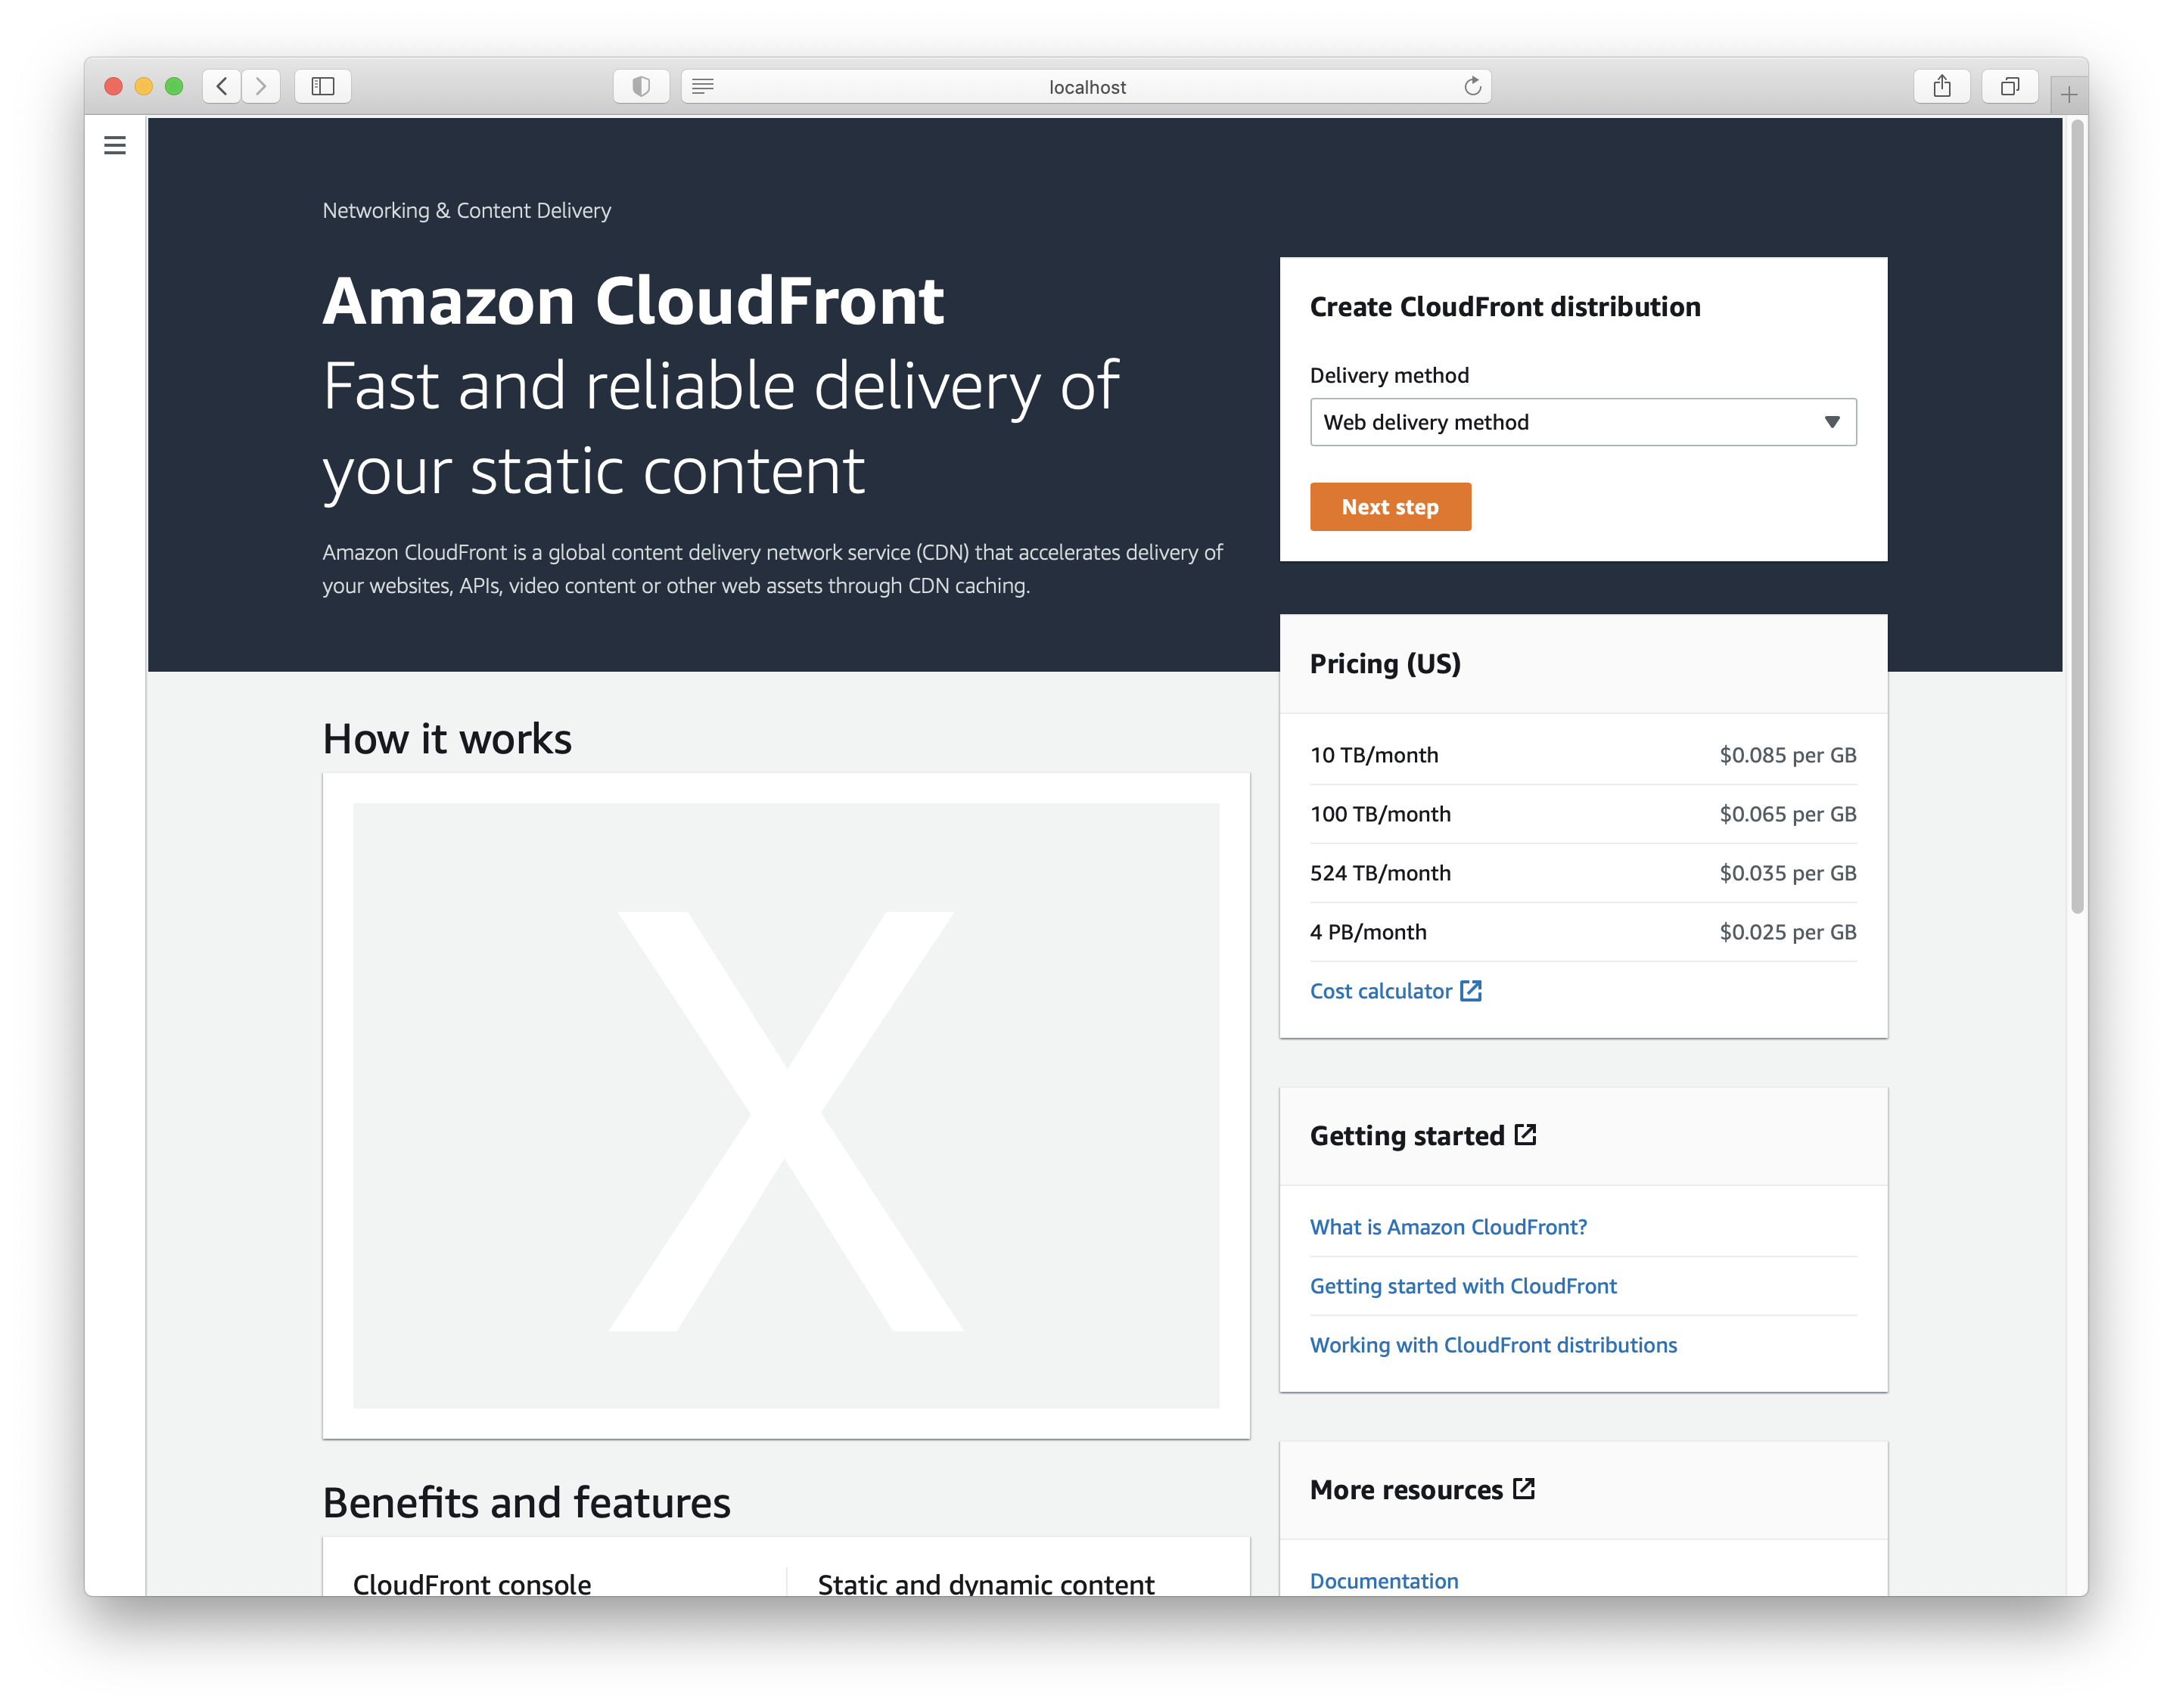 localhost
Networking & Content Delivery
Amazon CloudFront
Fast and reliable delivery of
your static content
Amazon CloudFront is a global content delivery network service (CDN) that accelerates delivery of
your websites, APIs, video content or other web assets through CDN caching.
Create CloudFront distribution
Delivery method
Web delivery method
Next step
Pricing (US)
10 TB/month $0.085 per GB
100 TB/month $0.065 per GB
524 TB/month $0.035 per GB
4 PB/month $0.025 per GB
Cost calculator
How it works
X
Getting started
What is Amazon CloudFront?
Getting started with CloudFront
Working with CloudFront distributions
Benefits and features
CloudFront console
Static and dynamic content
More resources
Documentation